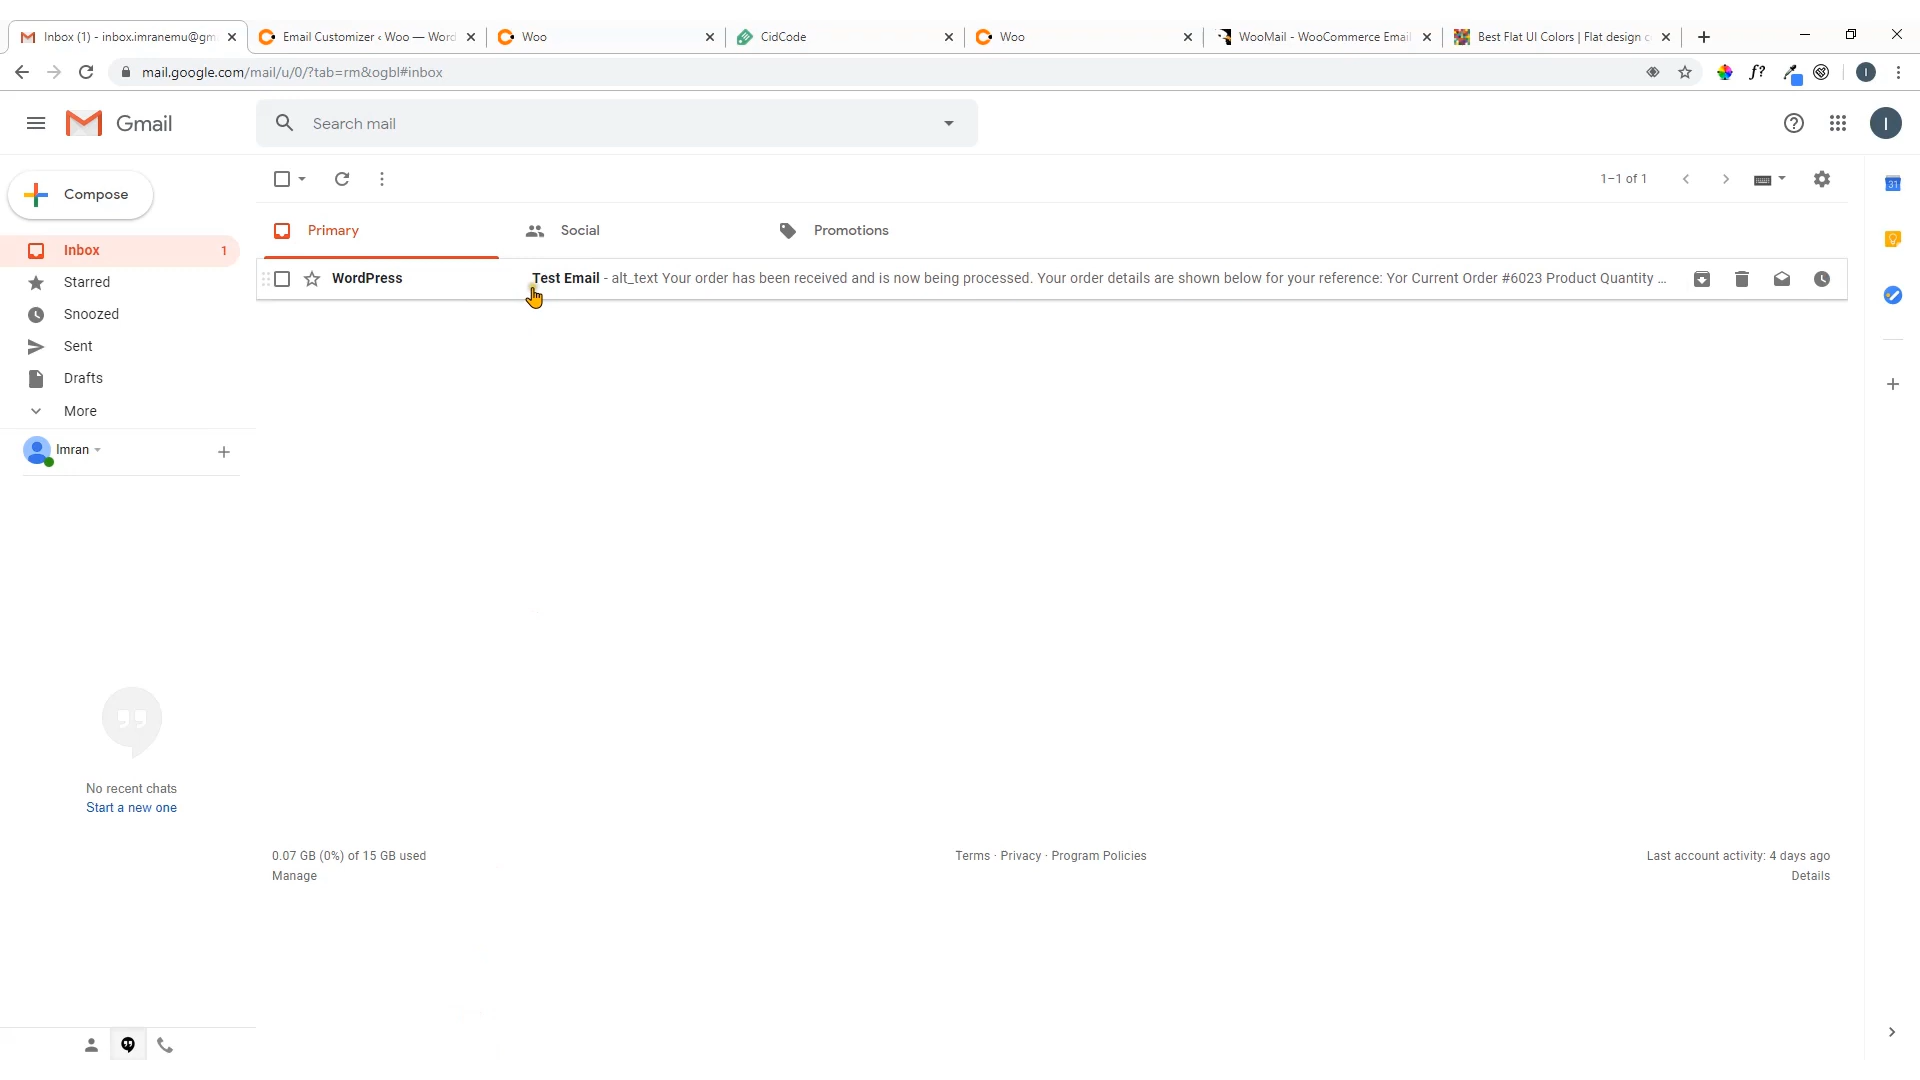 Inbox (1) - inbox.imranemu@gm
Email Customizer ‹ Woo — Word
Woo
CidCode
Woo
WooMail - WooCommerce Email
Best Flat UI Colors | Flat design c
mail.google.com/mail/u/0/?tab=rm&ogbl#inbox
f?
I
Gmail
Search mail
I
Compose
1–1 of 1
31
Primary
Social
Promotions
Inbox
1
WordPress
Test Email - alt_text Your order has been received and is now being processed. Your order details are shown below for your reference: Yor Current Order #6023 Product Quantity ...
Starred
Snoozed
Sent
Drafts
More
Imran
No recent chats
Start a new one
0.07 GB (0%) of 15 GB used
Manage
Terms · Privacy · Program Policies
Last account activity: 4 days ago
Details